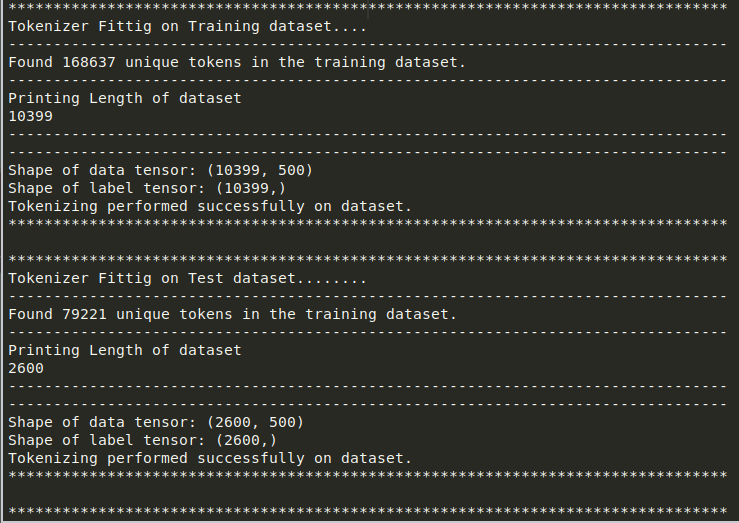 ********************************************************************************
Tokenizer Fittig on Training dataset....
--------------------------------------------------------------------------------
Found 168637 unique tokens in the training dataset.
--------------------------------------------------------------------------------
Printing Length of dataset
10399
--------------------------------------------------------------------------------
--------------------------------------------------------------------------------
Shape of data tensor: (10399, 500)
Shape of label tensor: (10399,)
Tokenizing performed successfully on dataset.
********************************************************************************
********************************************************************************
Tokenizer Fittig on Test dataset........
--------------------------------------------------------------------------------
Found 79221 unique tokens in the training dataset.
--------------------------------------------------------------------------------
Printing Length of dataset
2600
--------------------------------------------------------------------------------
--------------------------------------------------------------------------------
Shape of data tensor: (2600, 500)
Shape of label tensor: (2600,)
Tokenizing performed successfully on dataset.
********************************************************************************
********************************************************************************